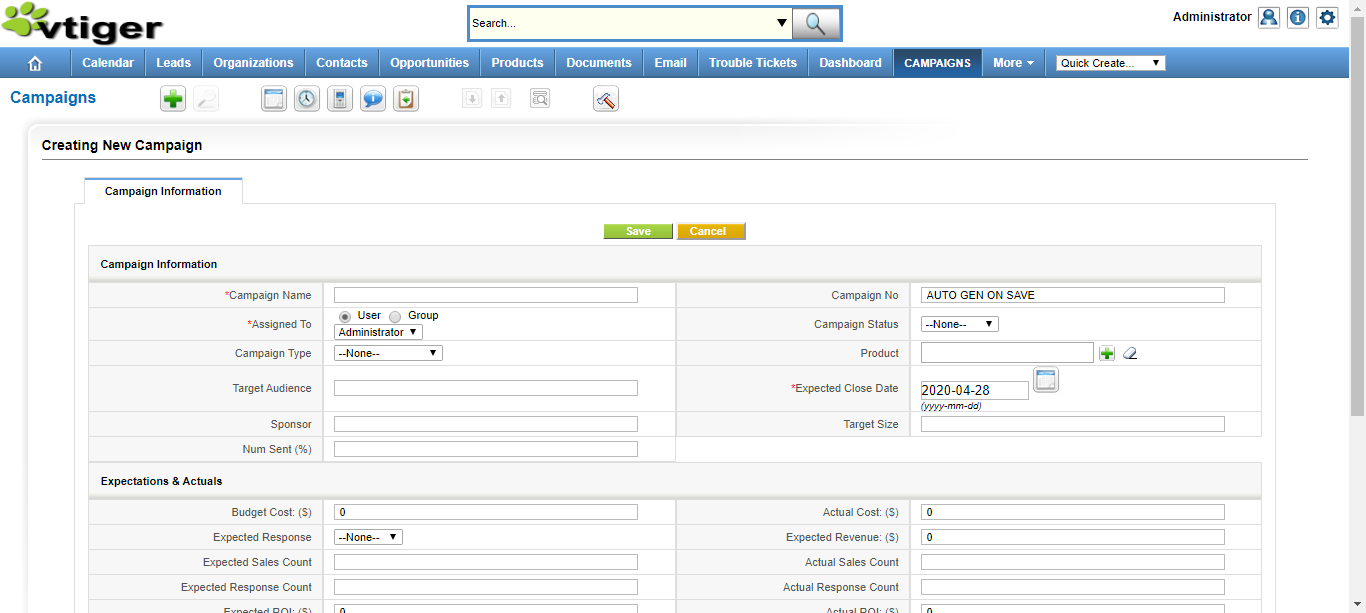 vtiger
Search...
Administrator
Calendar Leads Organizations Contacts Opportunities Products Documents Email Trouble Tickets Dashboard CAMPAIGNS More Quick Create...
Campaigns
Creating New Campaign
Campaign Information
Save Cancel
Campaign Information
*Campaign Name Campaign No AUTO GEN ON SAVE
*Assigned To User Group Administrator Campaign Status --None--
Campaign Type --None-- Product
Target Audience *Expected Close Date 2020-04-28
(yyyy-mm-dd)
Sponsor Target Size
Num Sent (%)
Expectations & Actuals
Budget Cost: ($) 0 Actual Cost: ($) 0
Expected Response --None-- Expected Revenue: ($) 0
Expected Sales Count Actual Sales Count
Expected Response Count Actual Response Count
Expected ROI: ($) 0 Actual ROI: ($) 0